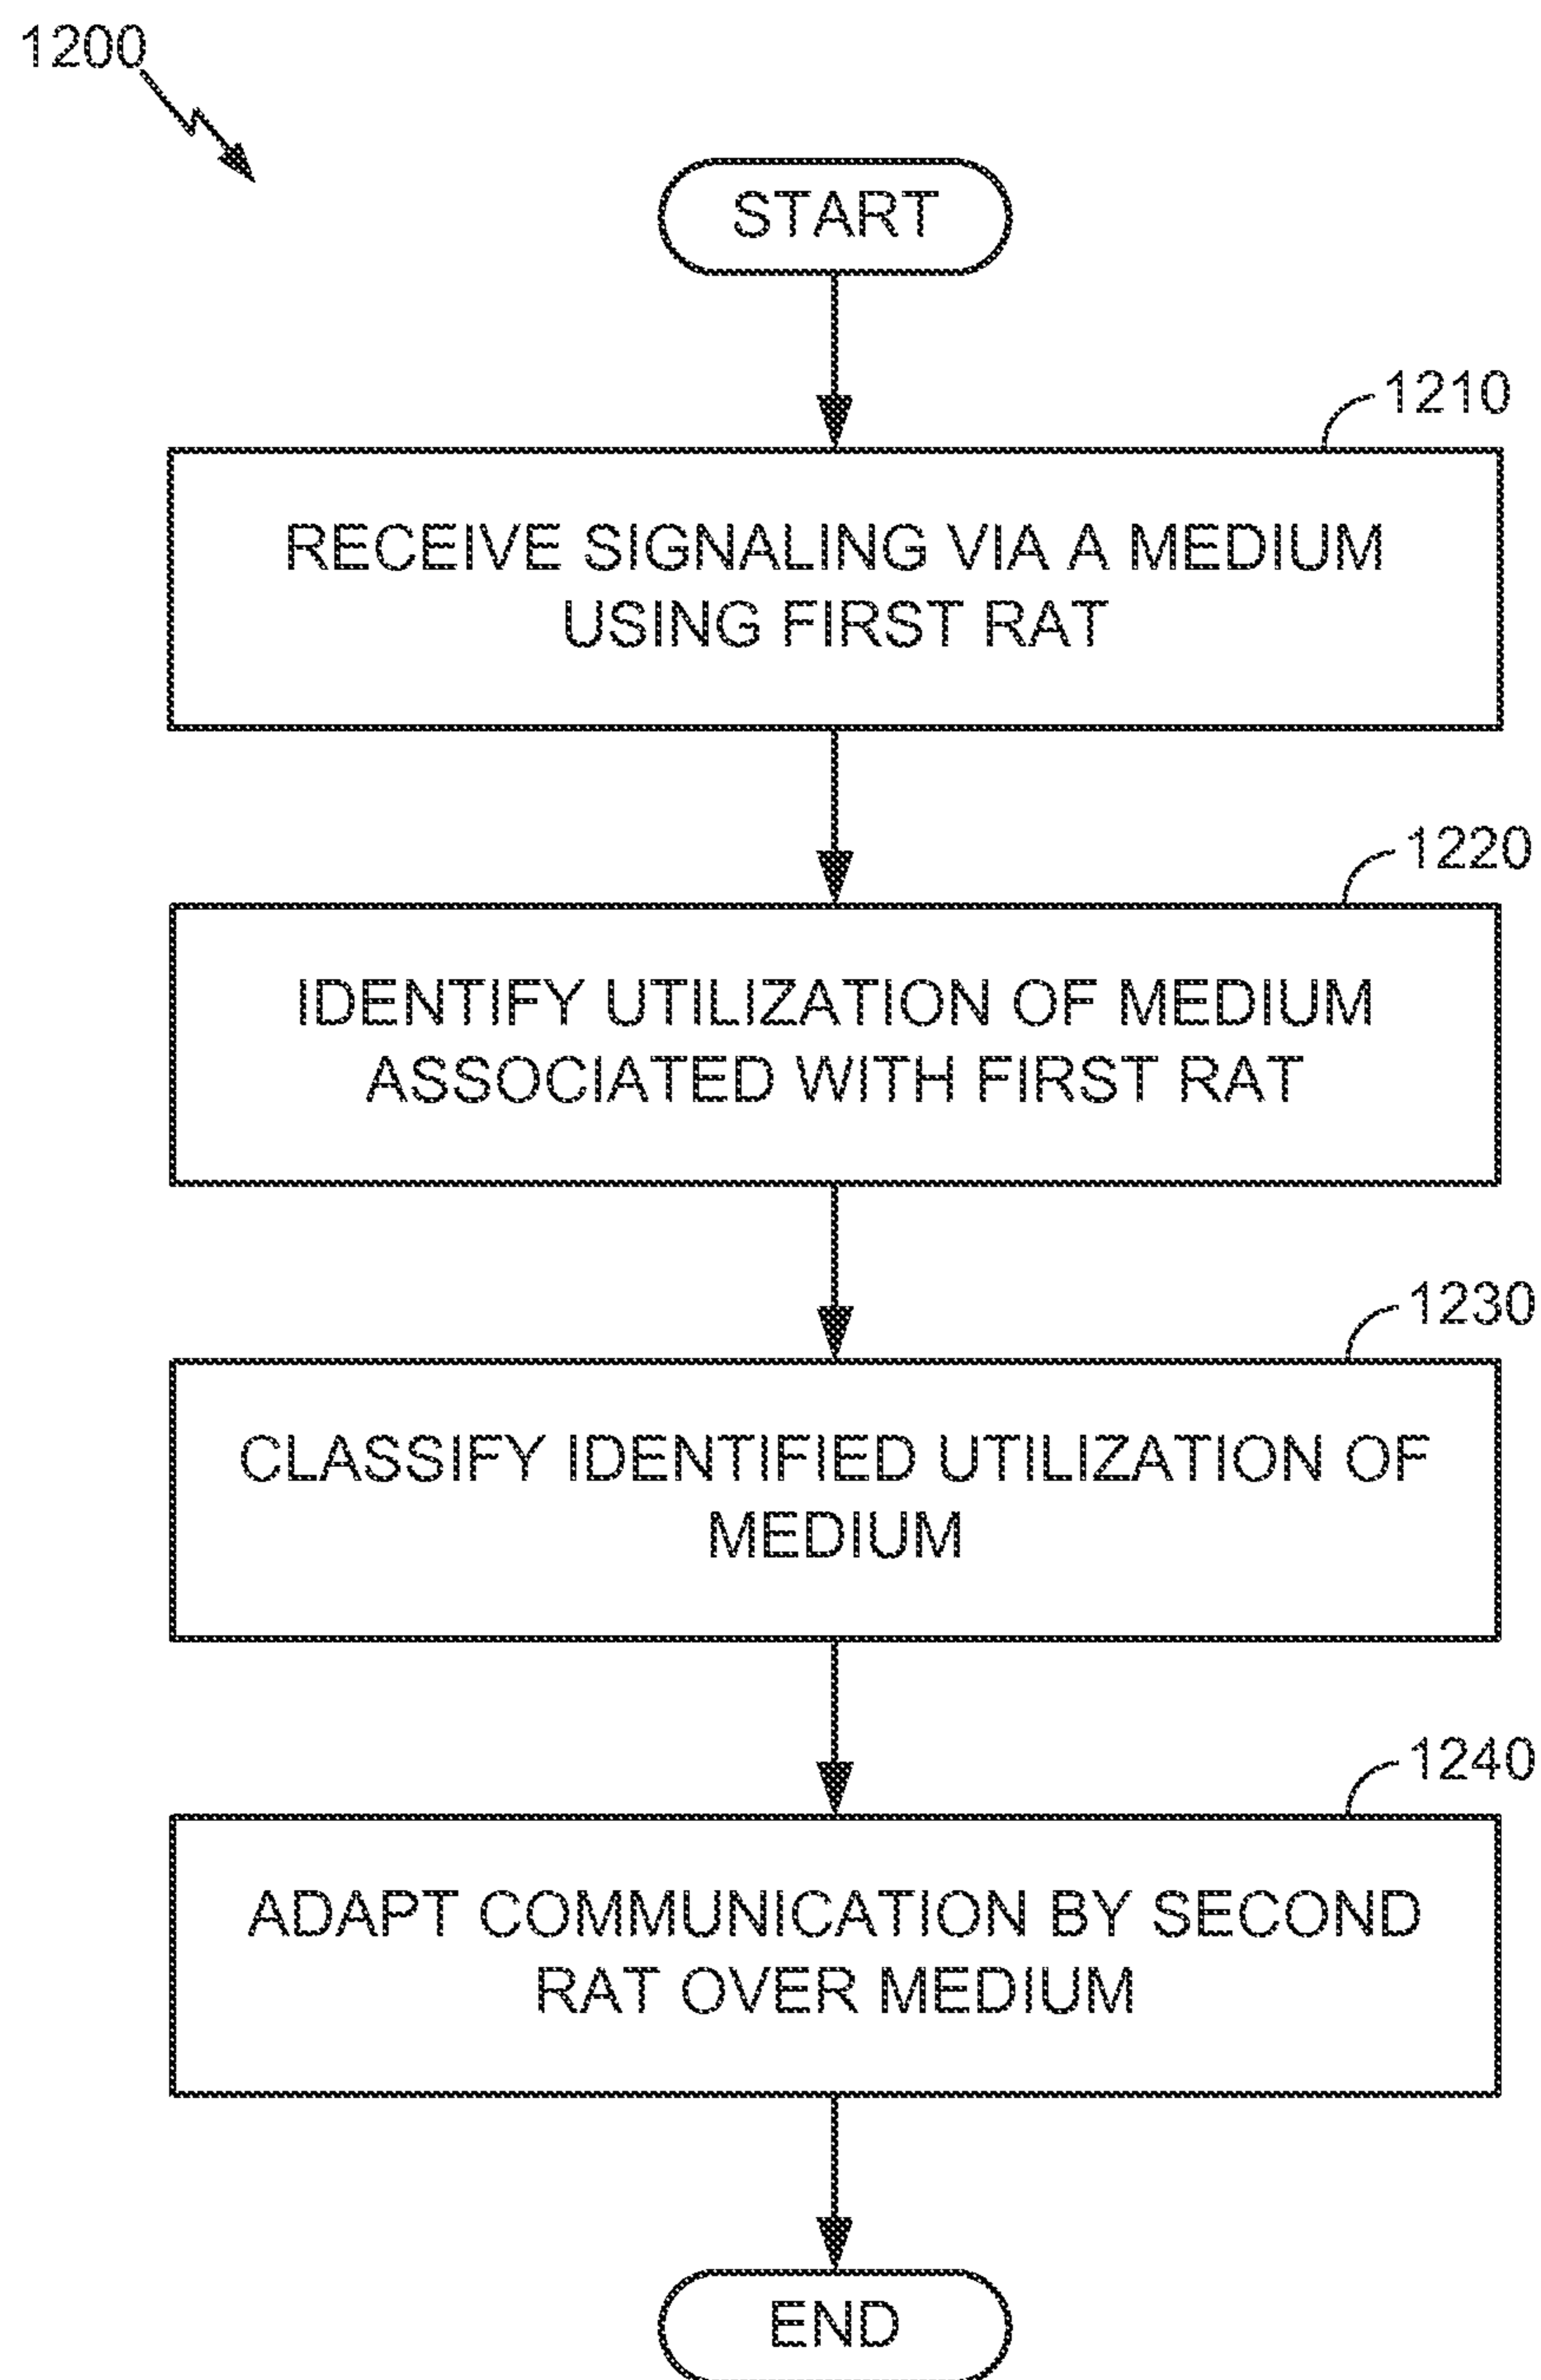 1200
START
1210
RECEIVE SIGNALING VIA A MEDIUM
USING FIRST RAT
1220
IDENTIFY UTILIZATION OF MEDIUM
ASSOCIATED WITH FIRST RAT
1230
CLASSIFY IDENTIFIED UTILIZATION OF
MEDIUM
1240
ADAPT COMMUNICATION BY SECOND
RAT OVER MEDIUM
END